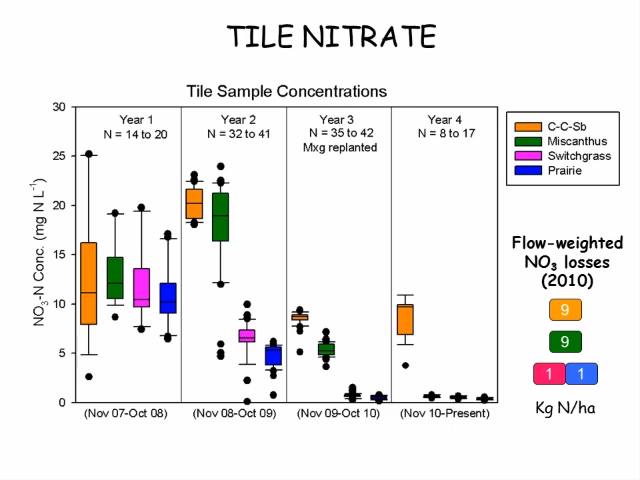 TILE NITRATE
Tile Sample Concentrations
NO3-N Conc. (mg N L-1)
30
25
20
15
10
5
0
Year 1
N = 14 to 20
Year 2
N = 32 to 41
Year 3
N = 35 to 42
Mxg replanted
Year 4
N = 8 to 17
(Nov 07-Oct 08)
(Nov 08-Oct 09)
(Nov 09-Oct 10)
(Nov 10-Present)
C-C-Sb
Miscanthus
Switchgrass
Prairie
Flow-weighted
NO3 losses
(2010)
9
9
1 1
Kg N/ha